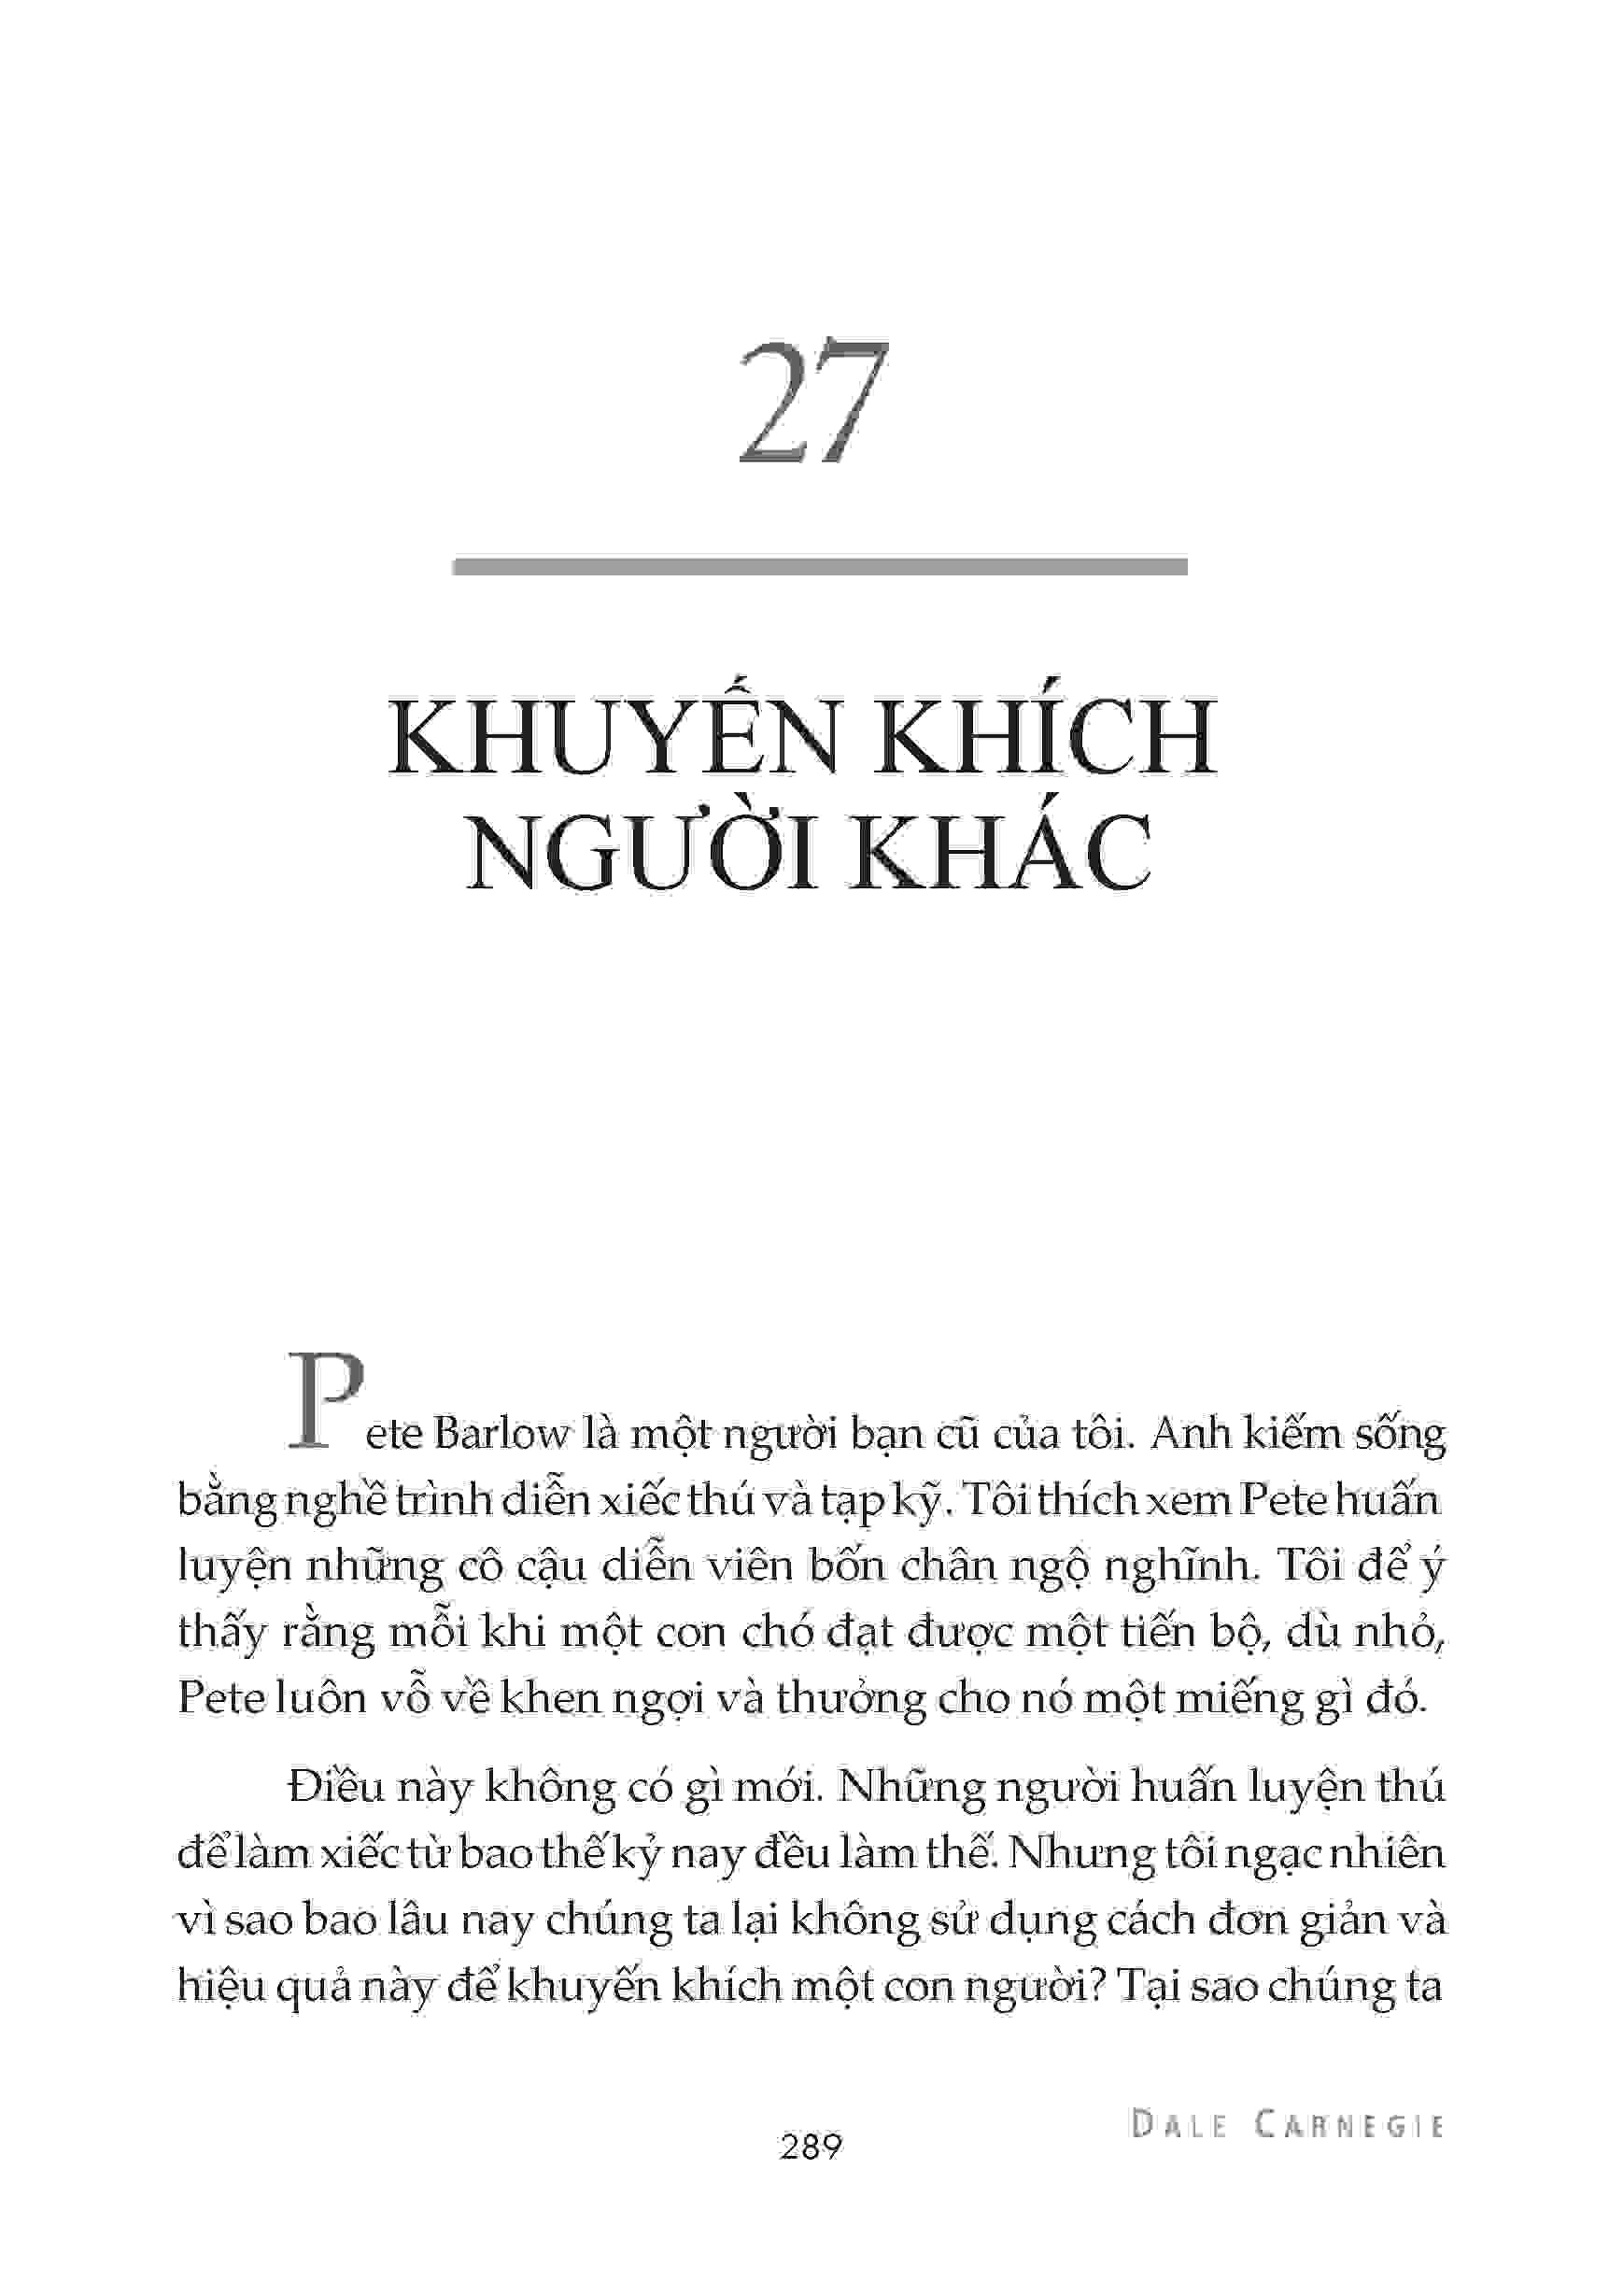 27
KHUYẾN KHÍCH
NGƯỜI KHÁC
Pete Barlow là một người bạn cũ của tôi. Anh kiếm sống
bằng nghề trình diễn xiếc thú và tạp kỹ. Tôi thích xem Pete huấn
luyện những cô cậu diễn viên bốn chân ngộ nghĩnh. Tôi để ý
thấy rằng mỗi khi một con chó đạt được một tiến bộ, dù nhỏ,
Pete luôn vỗ về khen ngợi và thưởng cho nó một miếng gì đó.
Điều này không có gì mới. Những người huấn luyện thú
để làm xiếc từ bao thế kỷ nay đều làm thế. Nhưng tôi ngạc nhiên
vì sao bao lâu nay chúng ta lại không sử dụng cách đơn giản và
hiệu quả này để khuyến khích một con người? Tại sao chúng ta
DALE CARNEGIE
289